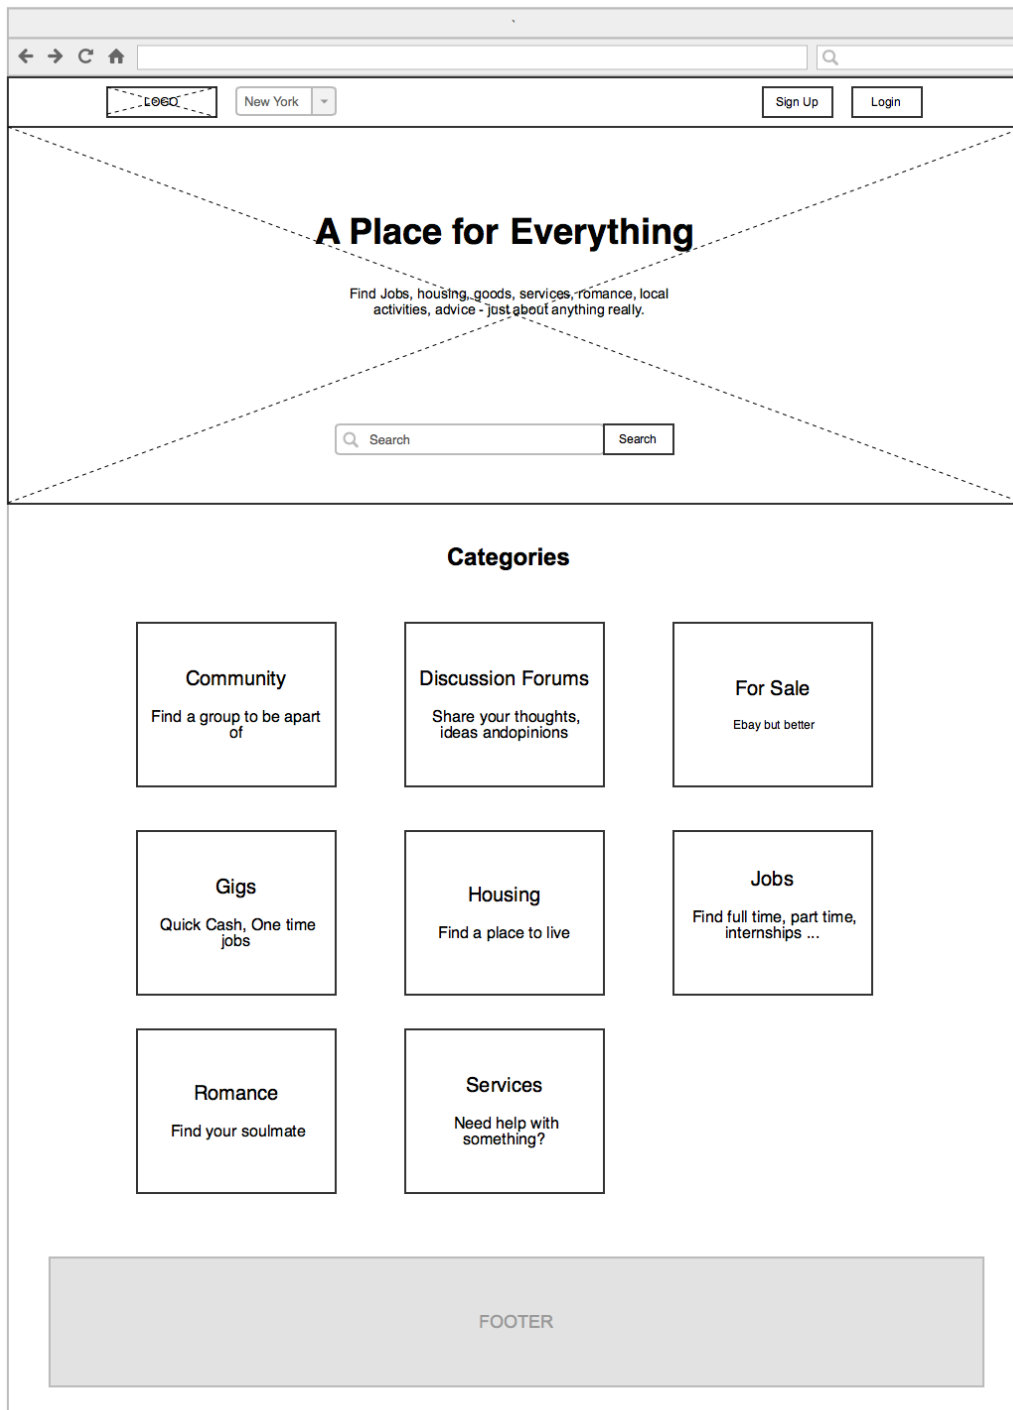 `
LOGO
New York
Sign Up
Login
A Place for Everything
Find Jobs, housing, goods, services, romance, local
activities, advice - just about anything really.
Search
Search
Categories
Community
Find a group to be apart
of
Discussion Forums
Share your thoughts,
ideas andopinions
For Sale
Ebay but better
Gigs
Quick Cash, One time
jobs
Housing
Find a place to live
Jobs
Find full time, part time,
internships ...
Romance
Find your soulmate
Services
Need help with
something?
FOOTER